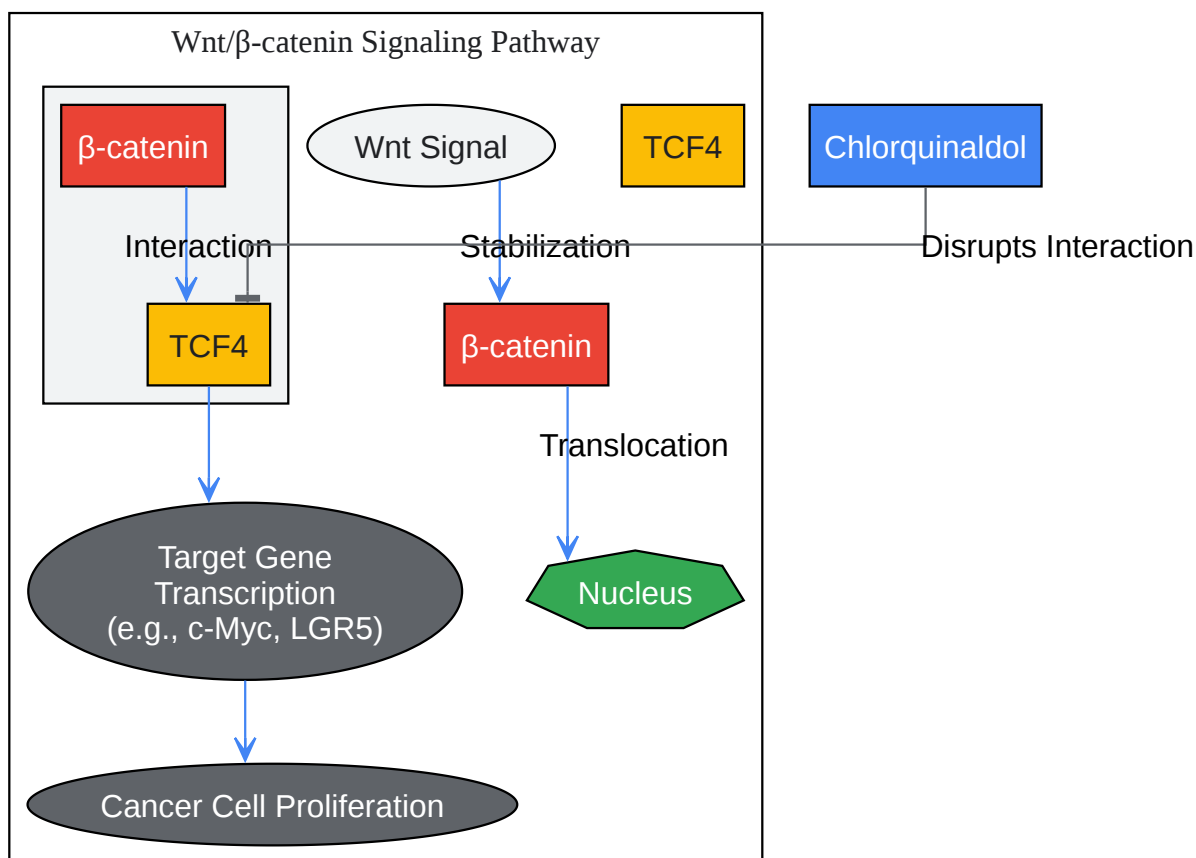 Wnt/β-catenin Signaling Pathway
β-catenin
Wnt Signal
TCF4
Chlorquinaldol
Interaction
Stabilization
Disrupts Interaction
TCF4
β-catenin
Translocation
Target Gene
Transcription
(e.g., c-Myc, LGR5)
Nucleus
Cancer Cell Proliferation